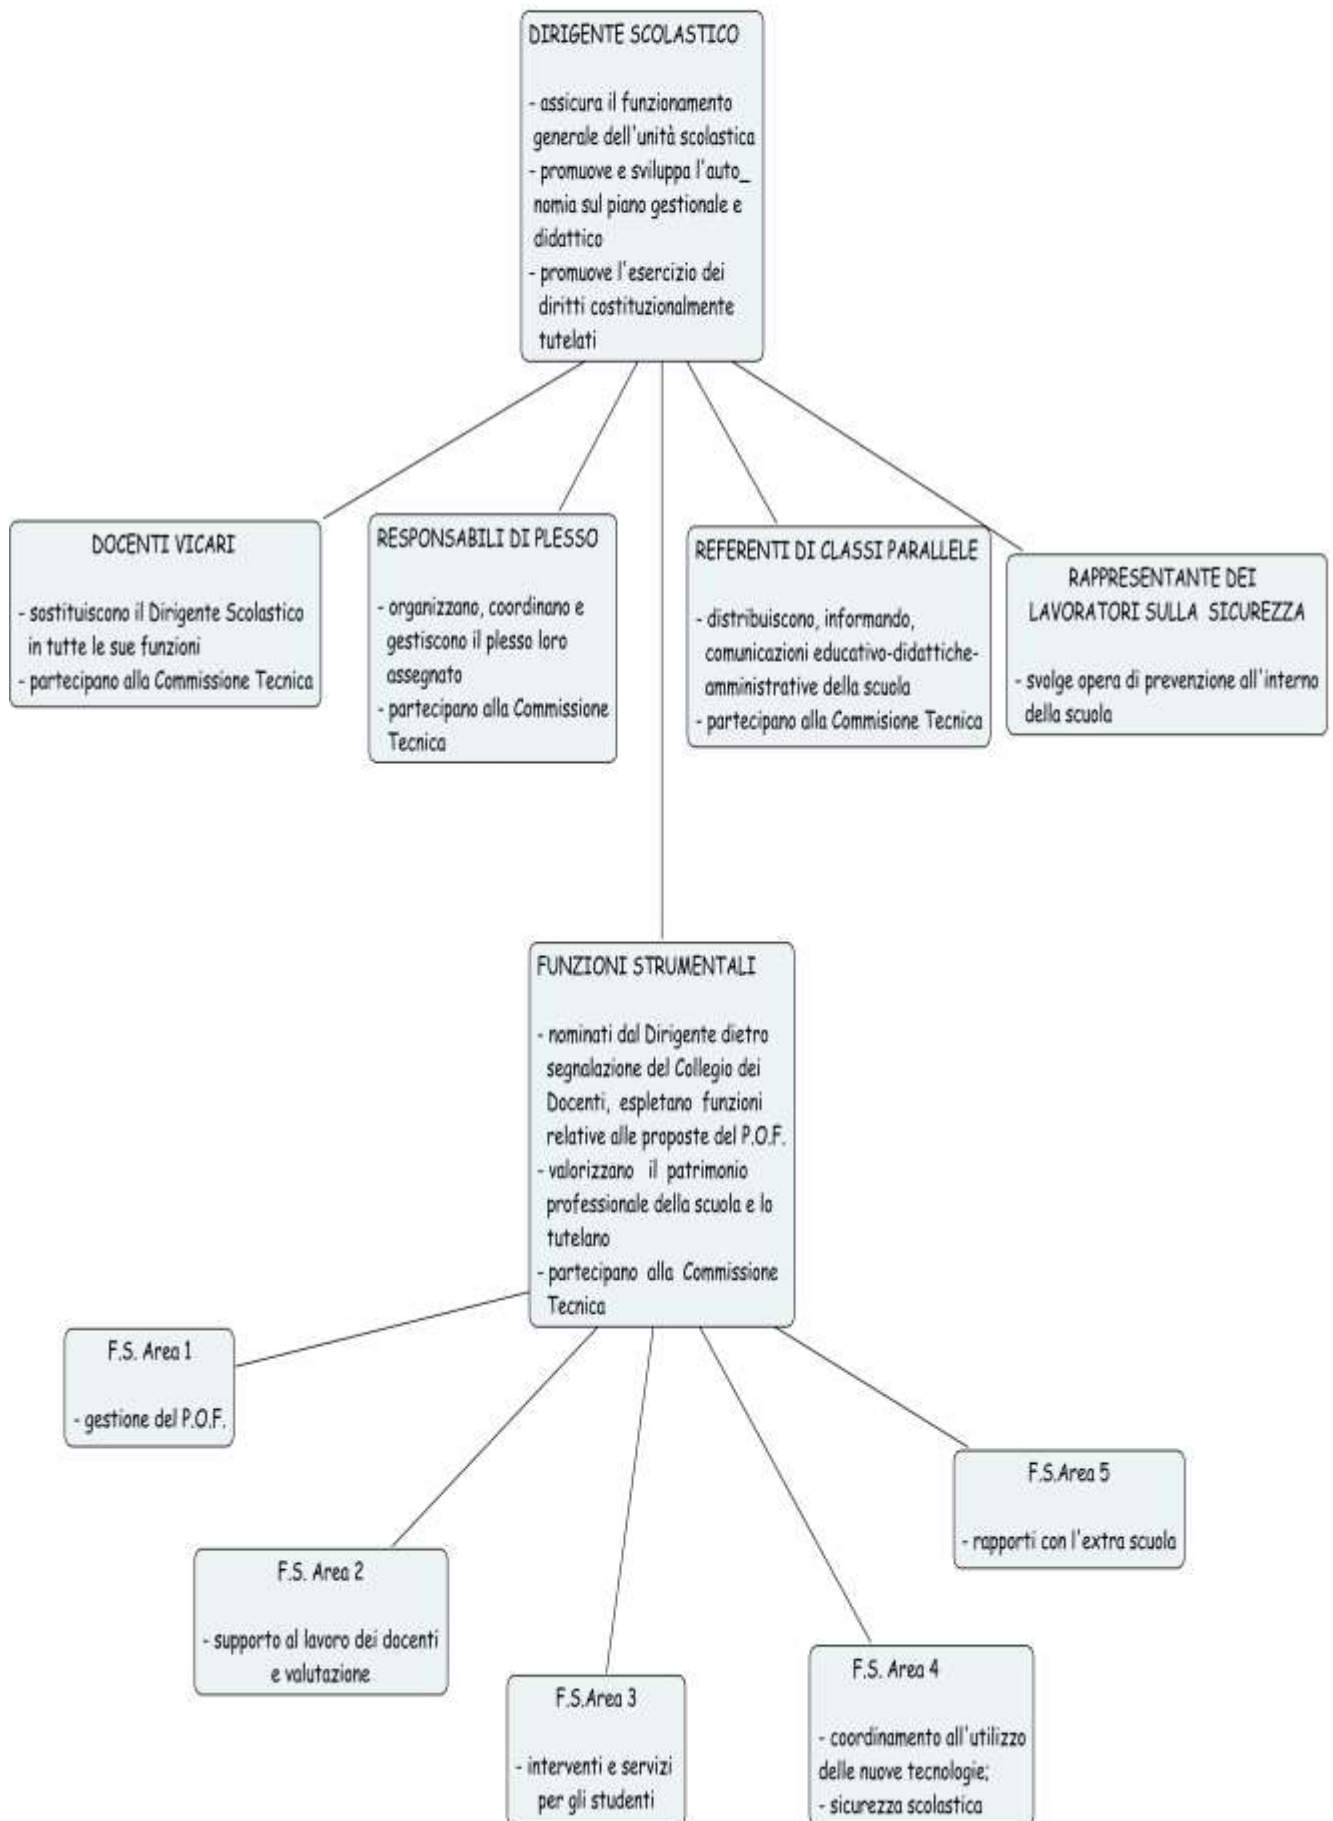 DIRIGENTE SCOLASTICO
- assicura il funzionamento
generale dell'unità scolastica
- promuove e sviluppa l'auto_
nomia sul piano gestionale e
didattico
- promuove l'esercizio dei
diritti costituzionalmente
tutelati
DOCENTI VICARI
- sostituiscono il Dirigente Scolastico
in tutte le sue funzioni
- partecipano alla Commissione Tecnica
RESPONSABILI DI PLESSO
- organizzano, coordinano e
gestiscono il plesso loro
assegnato
- partecipano alla Commissione
Tecnica
REFERENTI DI CLASSI PARALLELE
- distribuiscono, informando,
comunicazioni educativo-didattiche-
amministrative della scuola
- partecipano alla Commisione Tecnica
RAPPRESENTANTE DEI
LAVORATORI SULLA SICUREZZA
- svolge opera di prevenzione all'interno
della scuola
FUNZIONI STRUMENTALI
- nominati dal Dirigente dietro
segnalazione del Collegio dei
Docenti, espletano funzioni
relative alle proposte del P.O.F.
- valorizzano il patrimonio
professionale della scuola e lo
tutelano
- partecipano alla Commissione
Tecnica
F.S. Area 1
- gestione del P.O.F.
F.S. Area 2
- supporto al lavoro dei docenti
e valutazione
F.S.Area 3
- interventi e servizi
per gli studenti
F.S. Area 4
- coordinamento all'utilizzo
delle nuove tecnologie;
- sicurezza scolastica
F.S.Area 5
- rapporti con l'extra scuola